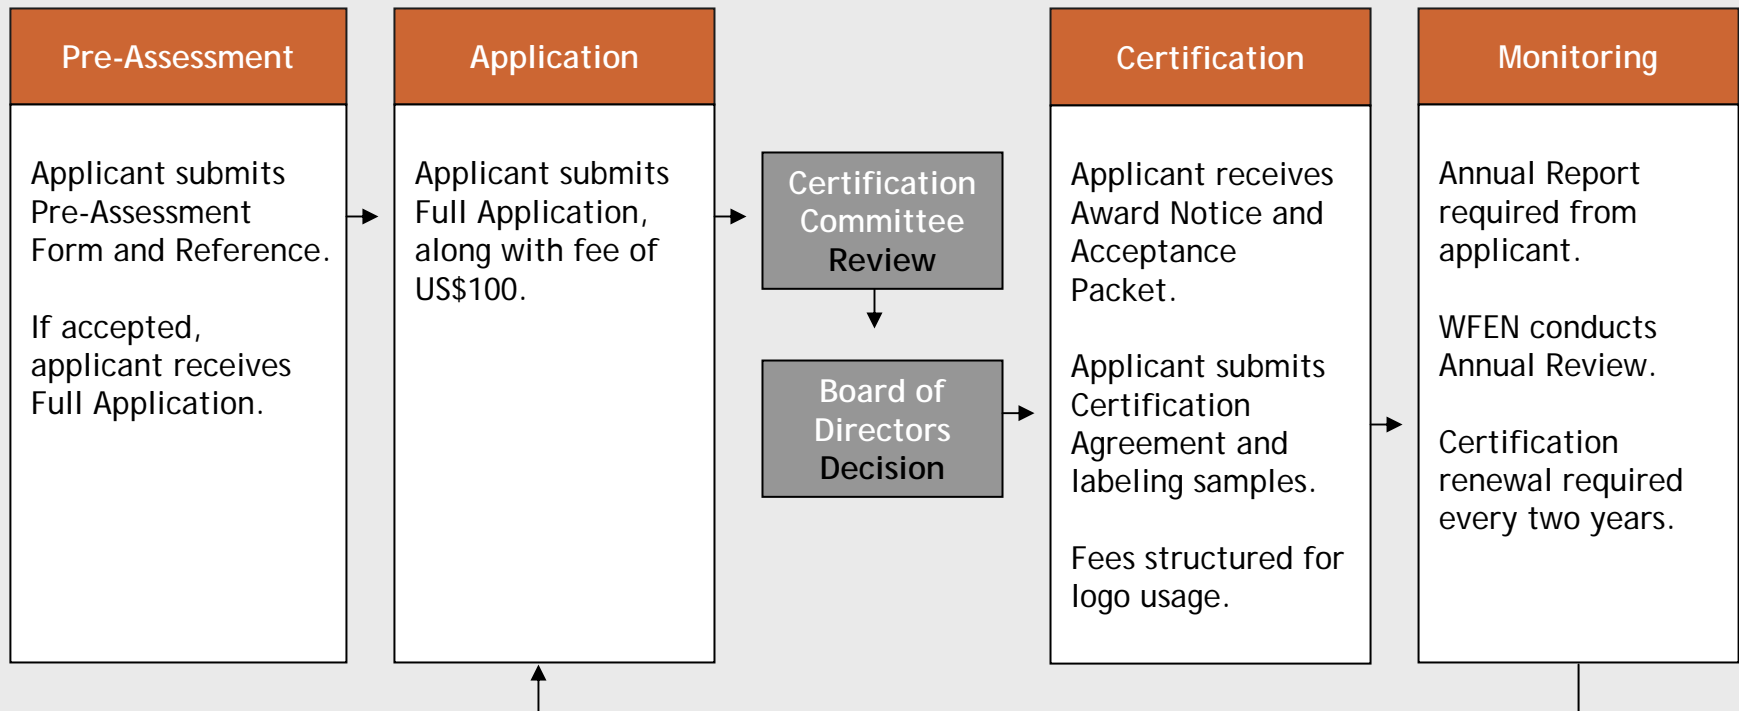 Pre-Assessment
Applicant submits
Pre-Assessment
Form and Reference.
If accepted,
applicant receives
Full Application.
Application
Applicant submits
Full Application,
along with fee of
US$100.
Certification
Committee
Review
Board of
Directors
Decision
Certification
Applicant receives
Award Notice and
Acceptance
Packet.
Applicant submits
Certification
Agreement and
labeling samples.
Fees structured for
logo usage.
Monitoring
Annual Report
required from
applicant.
WFEN conducts
Annual Review.
Certification
renewal required
every two years.